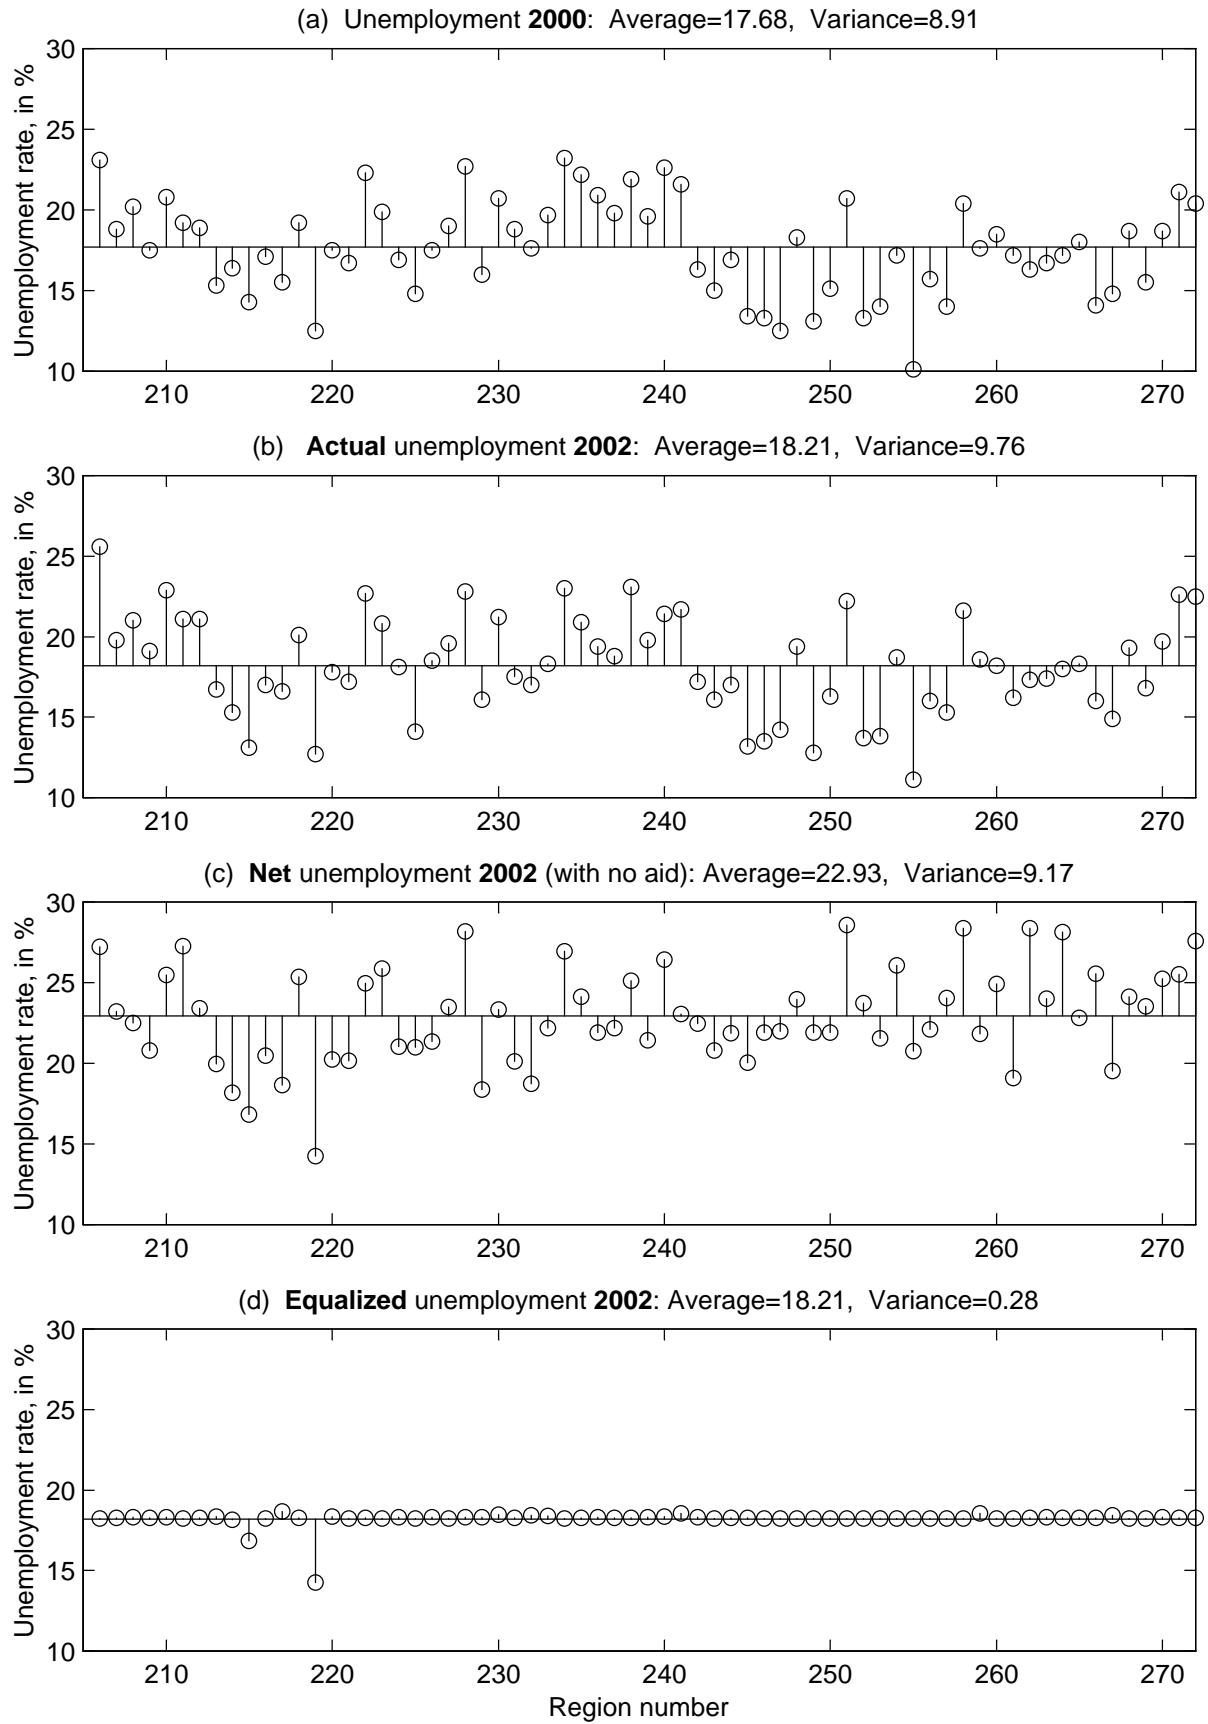 (a) Unemployment 2000: Average=17.68, Variance=8.91
30
25
20
15
10
Unemployment rate, in %
210 220 230 240 250 260 270
(b) Actual unemployment 2002: Average=18.21, Variance=9.76
30
25
20
15
10
Unemployment rate, in %
210 220 230 240 250 260 270
(c) Net unemployment 2002 (with no aid): Average=22.93, Variance=9.17
30
25
20
15
10
Unemployment rate, in %
210 220 230 240 250 260 270
(d) Equalized unemployment 2002: Average=18.21, Variance=0.28
30
25
20
15
10
Unemployment rate, in %
210 220 230 240 250 260 270
Region number